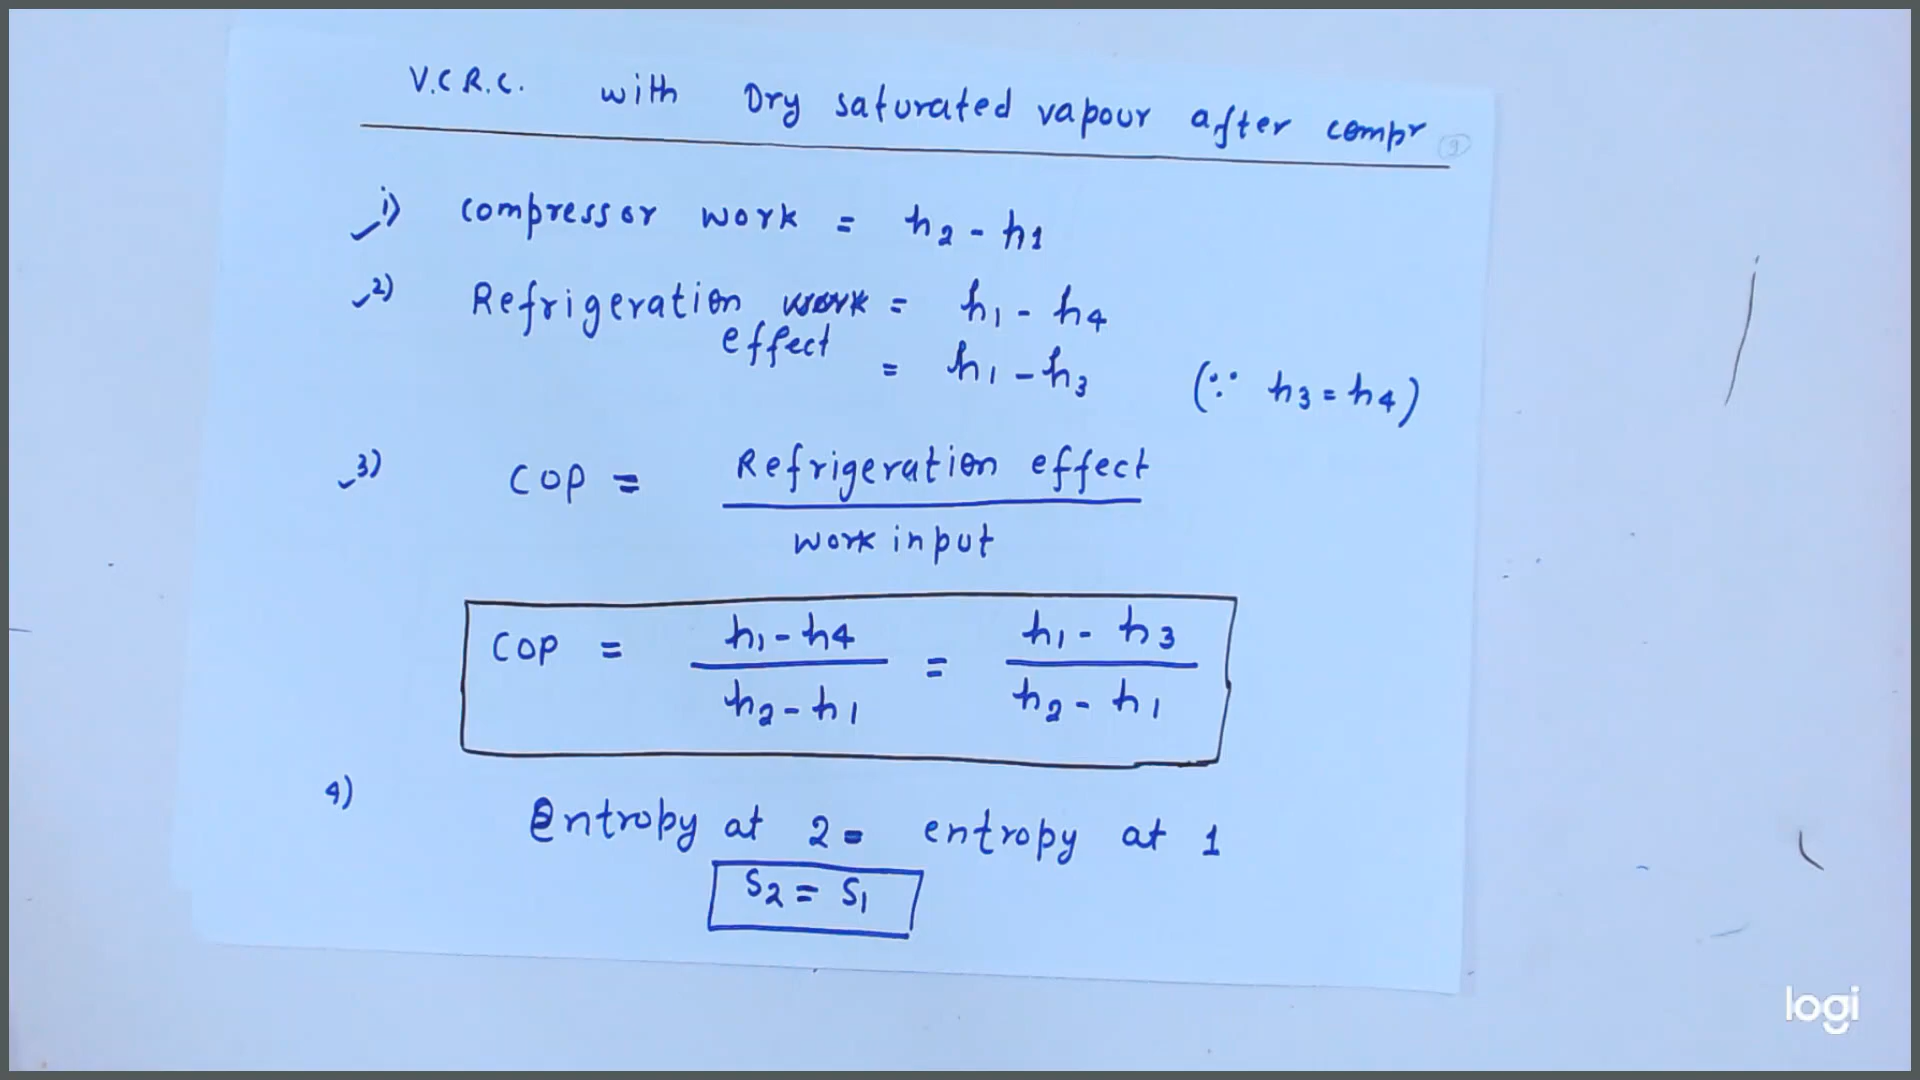 V.C.R.C. with Dry saturated vapour after compr
9
1) compressor work = h2 - h1
2) Refrigeration work = h1 - h4
effect = h1 - h3 (∵ h3 = h4)
3) COP = Refrigeration effect
work input
COP = h1 - h4 = h1 - h3
h2 - h1 h2 - h1
4)
Entropy at 2 = entropy at 1
S2 = S1
logi